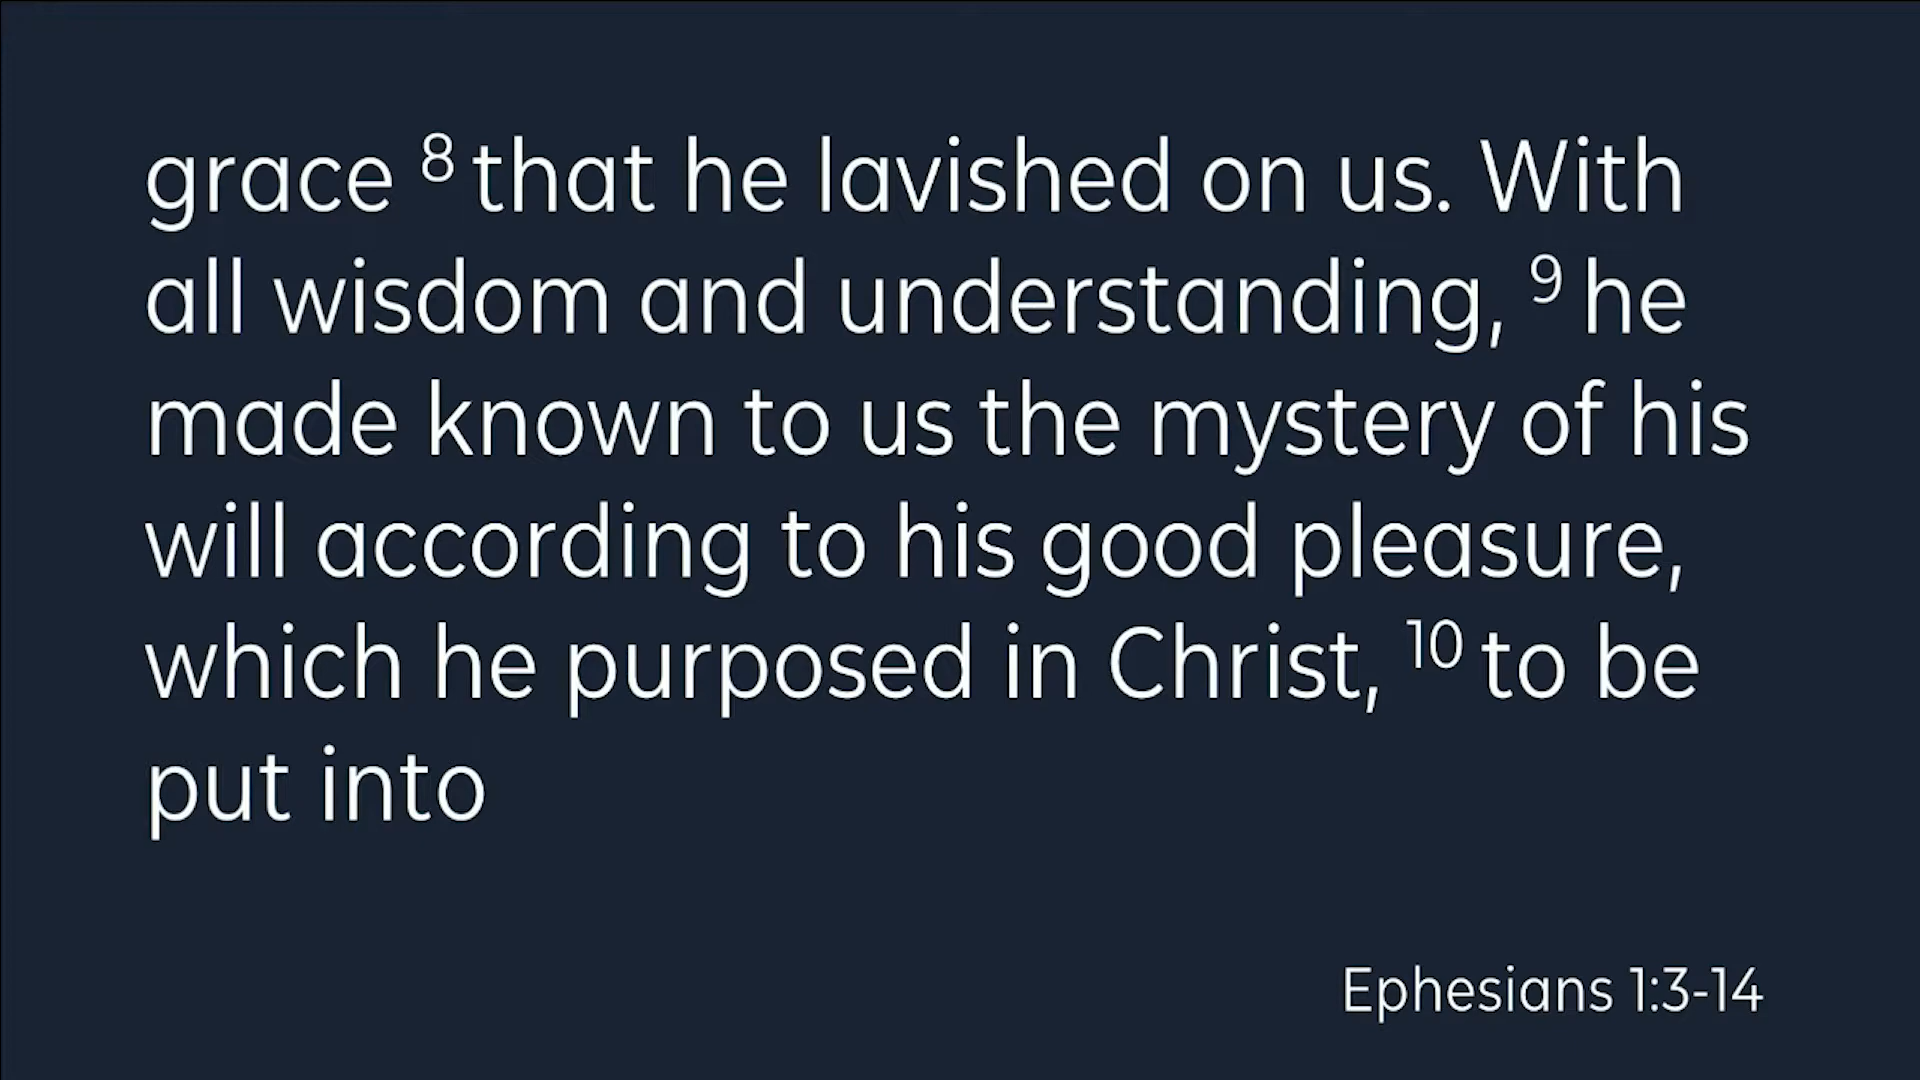 grace 8 that he lavished on us. With
all wisdom and understanding, 9 he
made known to us the mystery of his
will according to his good pleasure,
which he purposed in Christ, 10 to be
put into
Ephesians 1:3-14